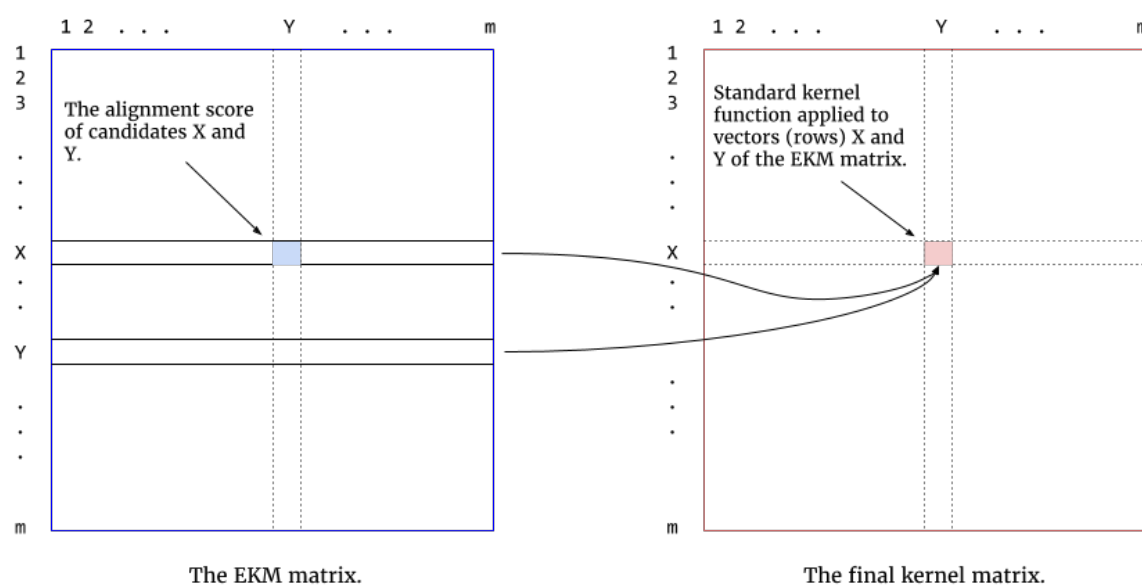 1 2 . . . Y . . . m
1
2
3
The alignment score
of candidates X and
Y.
.
.
.
X
.
.
Y
.
.
.
m
The EKM matrix.
1 2 . . . Y . . . m
1
2
3
Standard kernel
function applied to
vectors (rows) X and
Y of the EKM matrix.
.
.
.
X
.
.
.
m
The final kernel matrix.